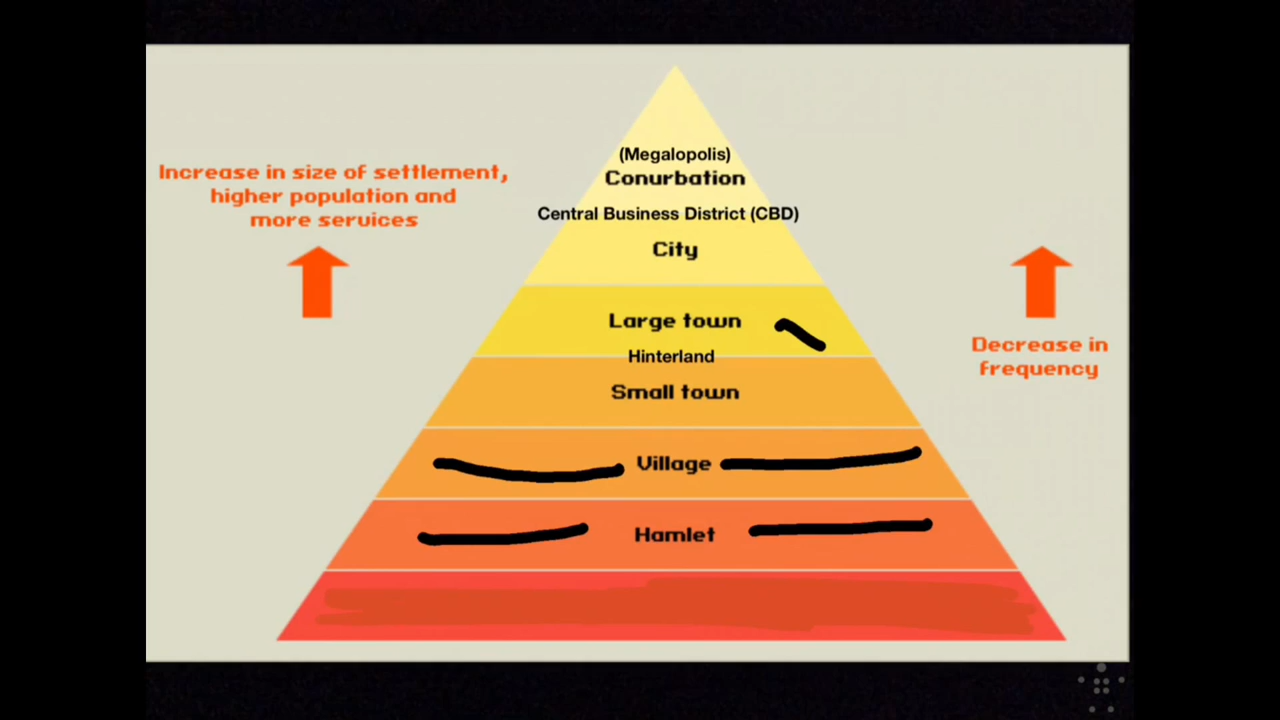 (Megalopolis)
Conurbation
Increase in size of settlement,
higher population and
more services
Central Business District (CBD)
City
Large town
Decrease in
frequency
Hinterland
Small town
Village
Hamlet